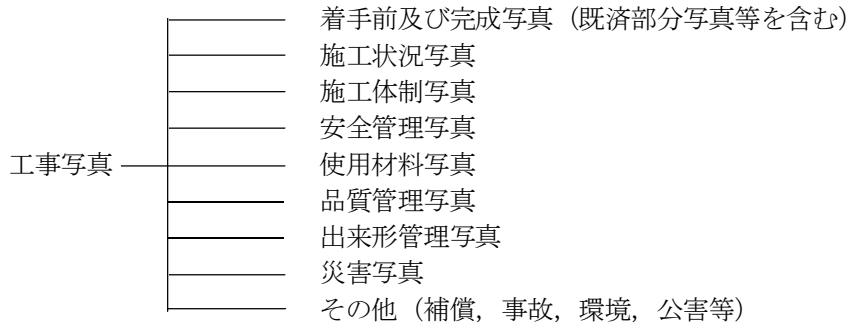 着手前及び完成写真（既済部分写真等を含む）
施工状況写真
施工体制写真
安全管理写真
工事写真 使用材料写真
品質管理写真
出来形管理写真
災害写真
その他（補償，事故，環境，公害等）